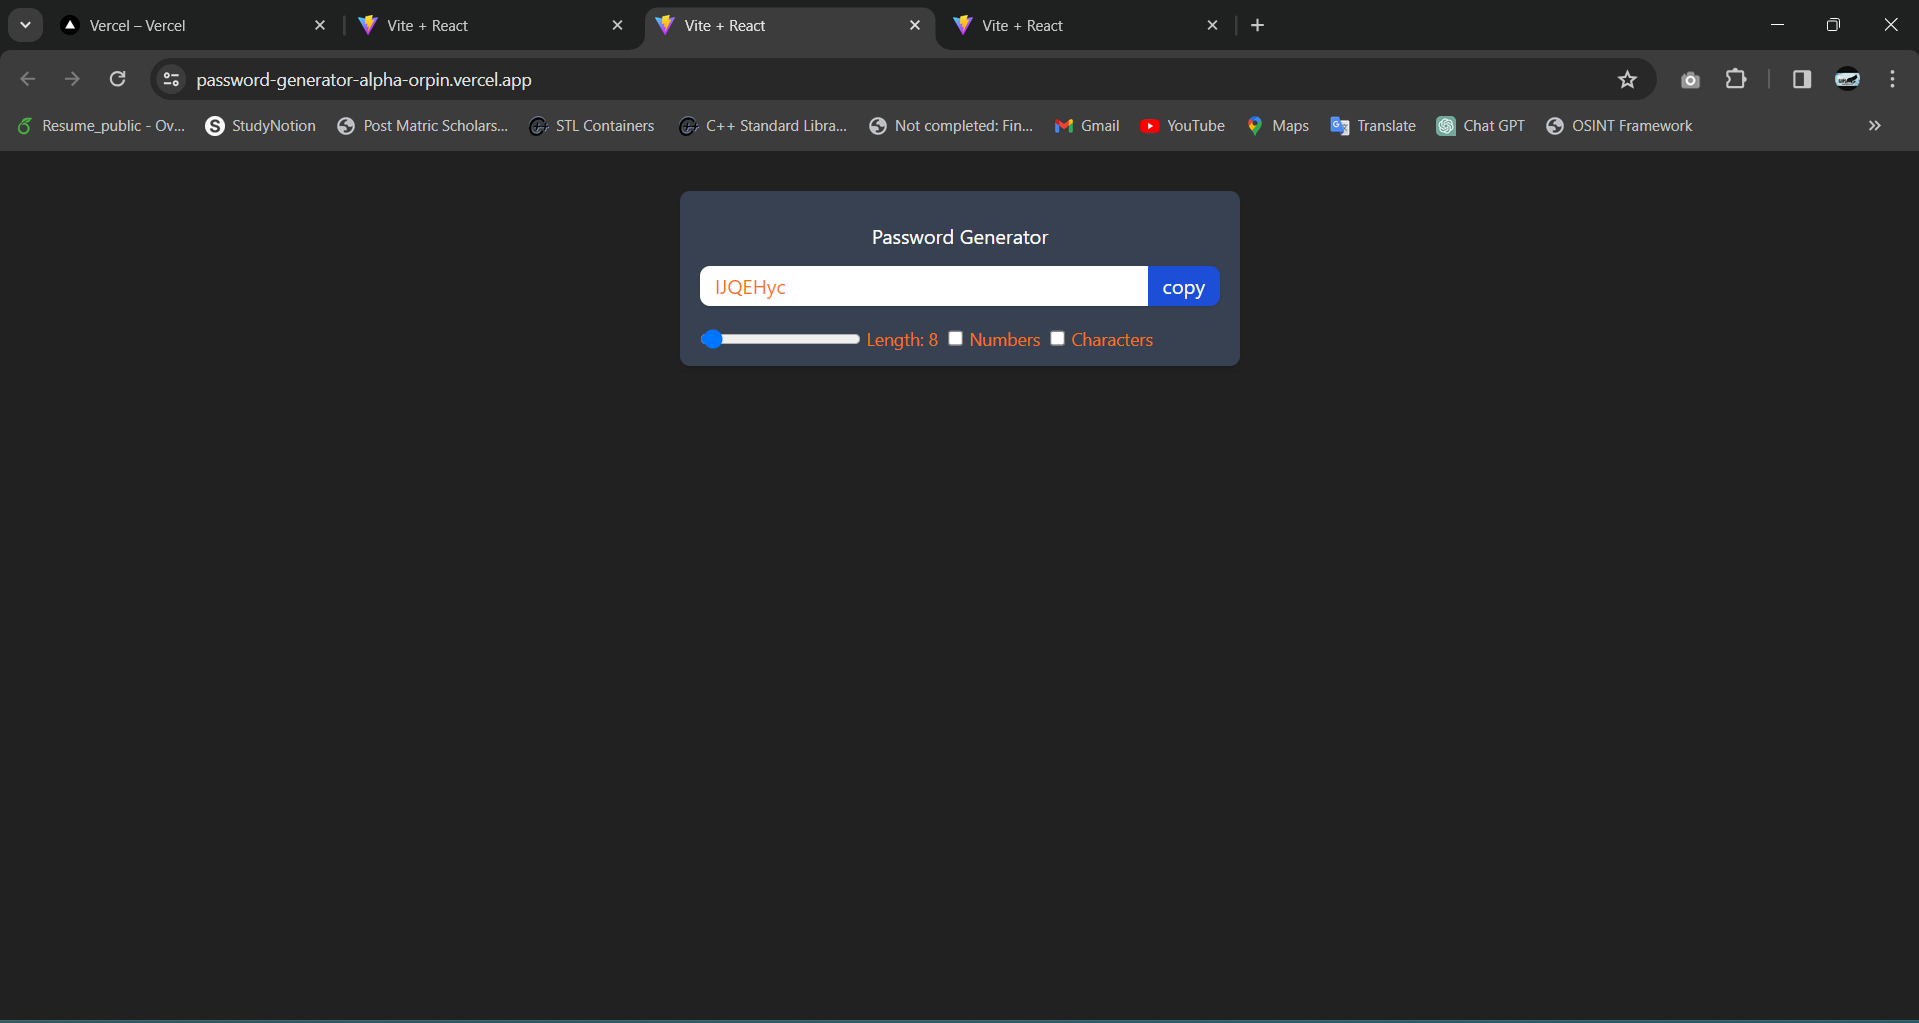 Vercel – Vercel
Vite + React
Vite + React
Vite + React
password-generator-alpha-orpin.vercel.app
Resume_public - Ov...
StudyNotion
Post Matric Scholars...
STL Containers
C++ Standard Libra...
Not completed: Fin...
Gmail
YouTube
Maps
Translate
Chat GPT
OSINT Framework
Password Generator
IJQEHyc
copy
Length: 8
Numbers
Characters